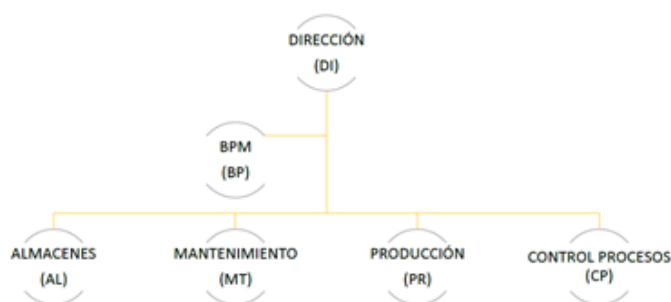 DIRECCIÓN
(DI)
BPM
(BP)
ALMACENES
(AL)
MANTENIMIENTO
(MT)
PRODUCCIÓN
(PR)
CONTROL PROCESOS
(CP)